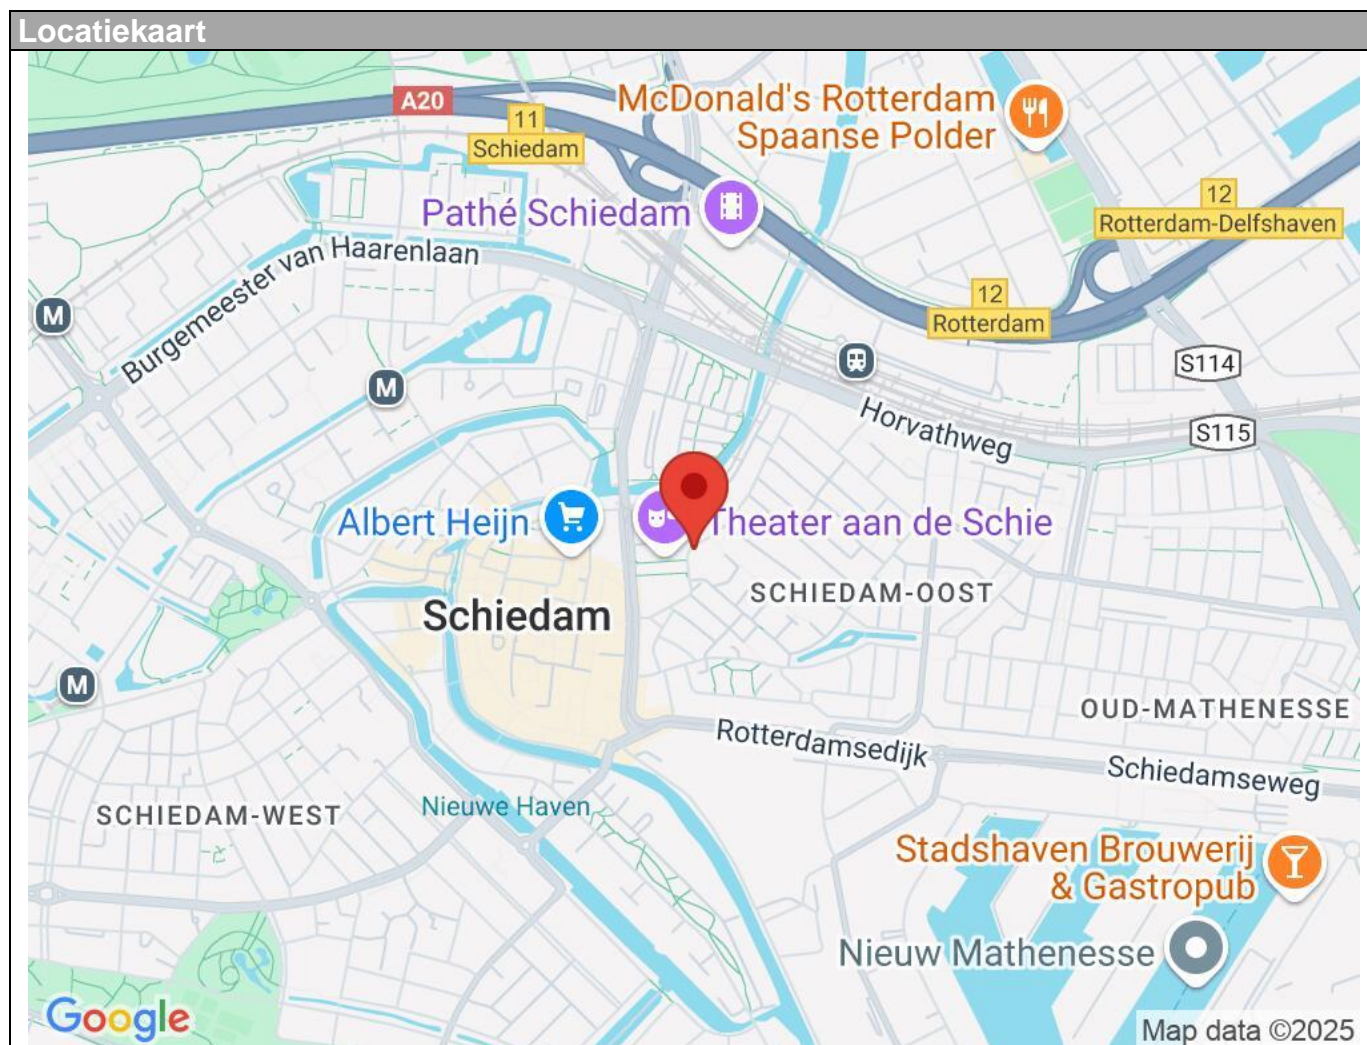 Locatiekaart
A20
11
Schiedam
McDonald's Rotterdam
Spaanse Polder
Pathé Schiedam
12
Rotterdam-Delfshaven
Burgemeester van Haarenlaan
M
12
Rotterdam
M
S114
Horvathweg
S115
Albert Heijn
Theater aan de Schie
SCHIEDAM-OOST
Schiedam
M
OUD-MATHENESSE
Rotterdamsedijk
Schiedamseweg
SCHIEDAM-WEST
Nieuwe Haven
Stadshaven Brouwerij
& Gastropub
Nieuw Mathenesse
Google
Map data ©2025